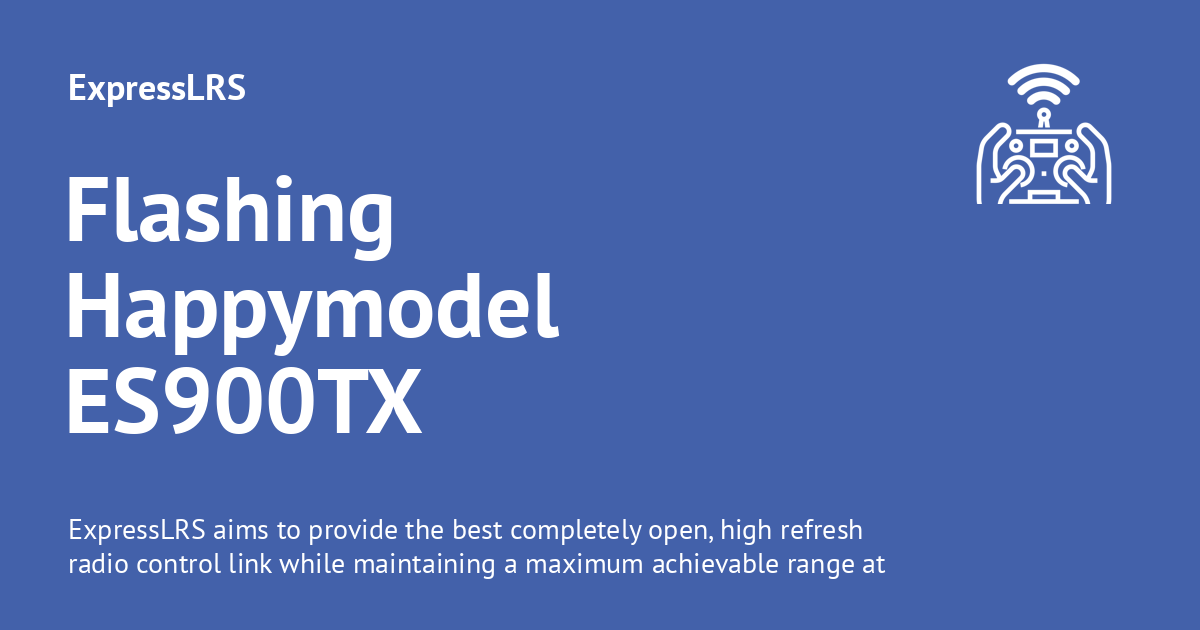 ExpressLRS
Flashing
Happymodel
ES900TX
ExpressLRS aims to provide the best completely open, high refresh
radio control link while maintaining a maximum achievable range at